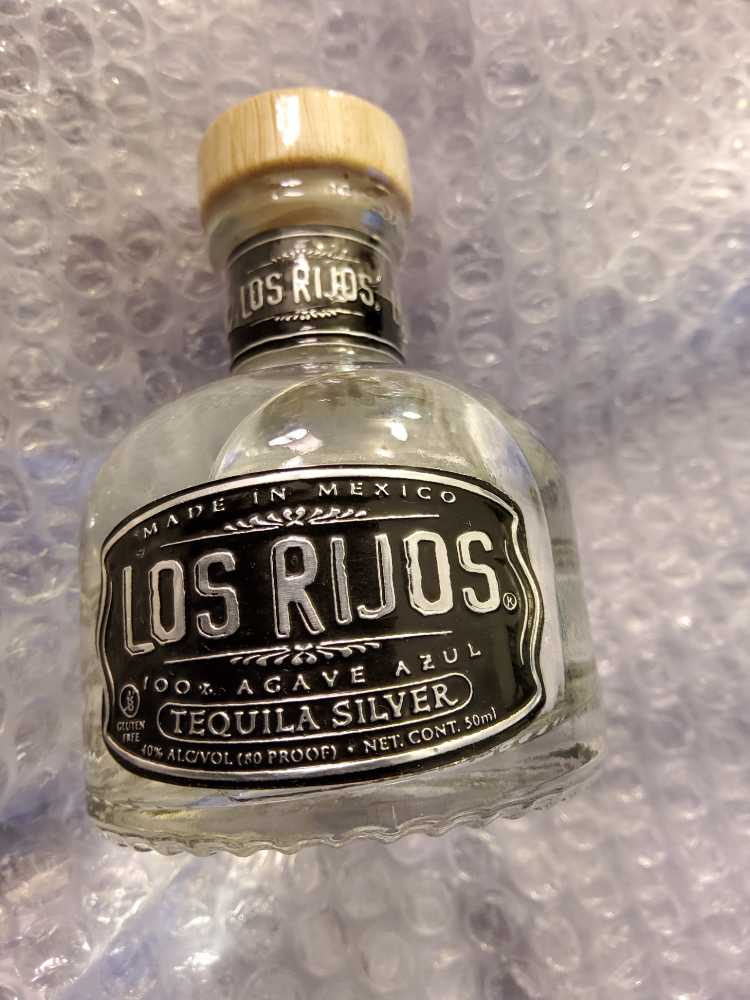 LOS RIJOS.
MADE IN MEXICO
LOS RIJOS®
100% AGAVE AZUL
GLUTEN
FREE
TEQUILA SILVER
40% ALC/VOL (80 PROOF) • NET. CONT. 50ml